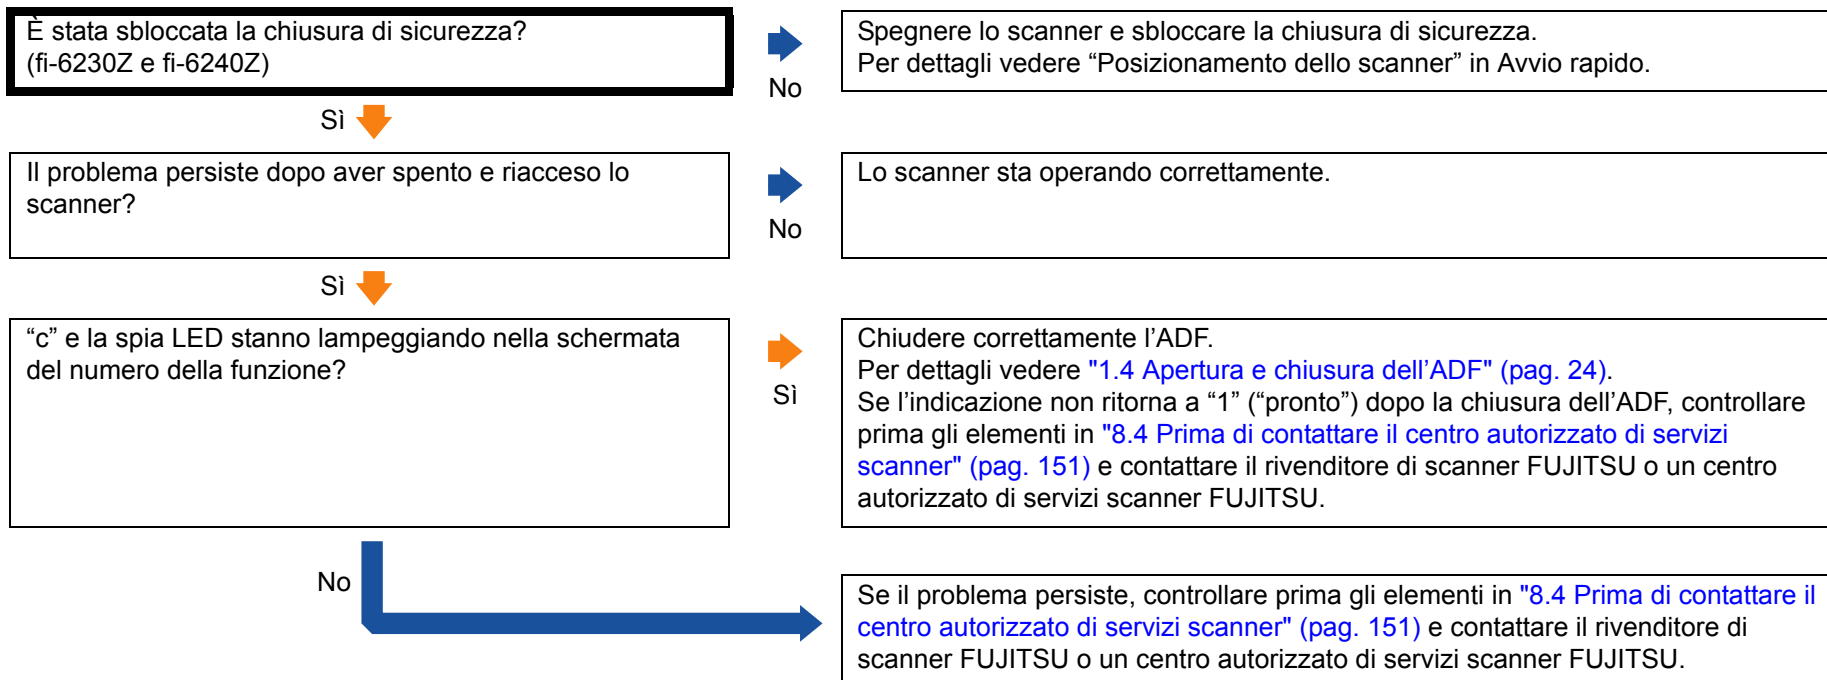 È stata sbloccata la chiusura di sicurezza?
(fi-6230Z e fi-6240Z)
No
Spegnere lo scanner e sbloccare la chiusura di sicurezza.
Per dettagli vedere “Posizionamento dello scanner” in Avvio rapido.
Sì
Il problema persiste dopo aver spento e riacceso lo
scanner?
No
Lo scanner sta operando correttamente.
Sì
“c” e la spia LED stanno lampeggiando nella schermata
del numero della funzione?
Sì
Chiudere correttamente l’ADF.
Per dettagli vedere "1.4 Apertura e chiusura dell’ADF" (pag. 24).
Se l’indicazione non ritorna a “1” (“pronto”) dopo la chiusura dell’ADF, controllare
prima gli elementi in "8.4 Prima di contattare il centro autorizzato di servizi
scanner" (pag. 151) e contattare il rivenditore di scanner FUJITSU o un centro
autorizzato di servizi scanner FUJITSU.
No
Se il problema persiste, controllare prima gli elementi in "8.4 Prima di contattare il
centro autorizzato di servizi scanner" (pag. 151) e contattare il rivenditore di
scanner FUJITSU o un centro autorizzato di servizi scanner FUJITSU.